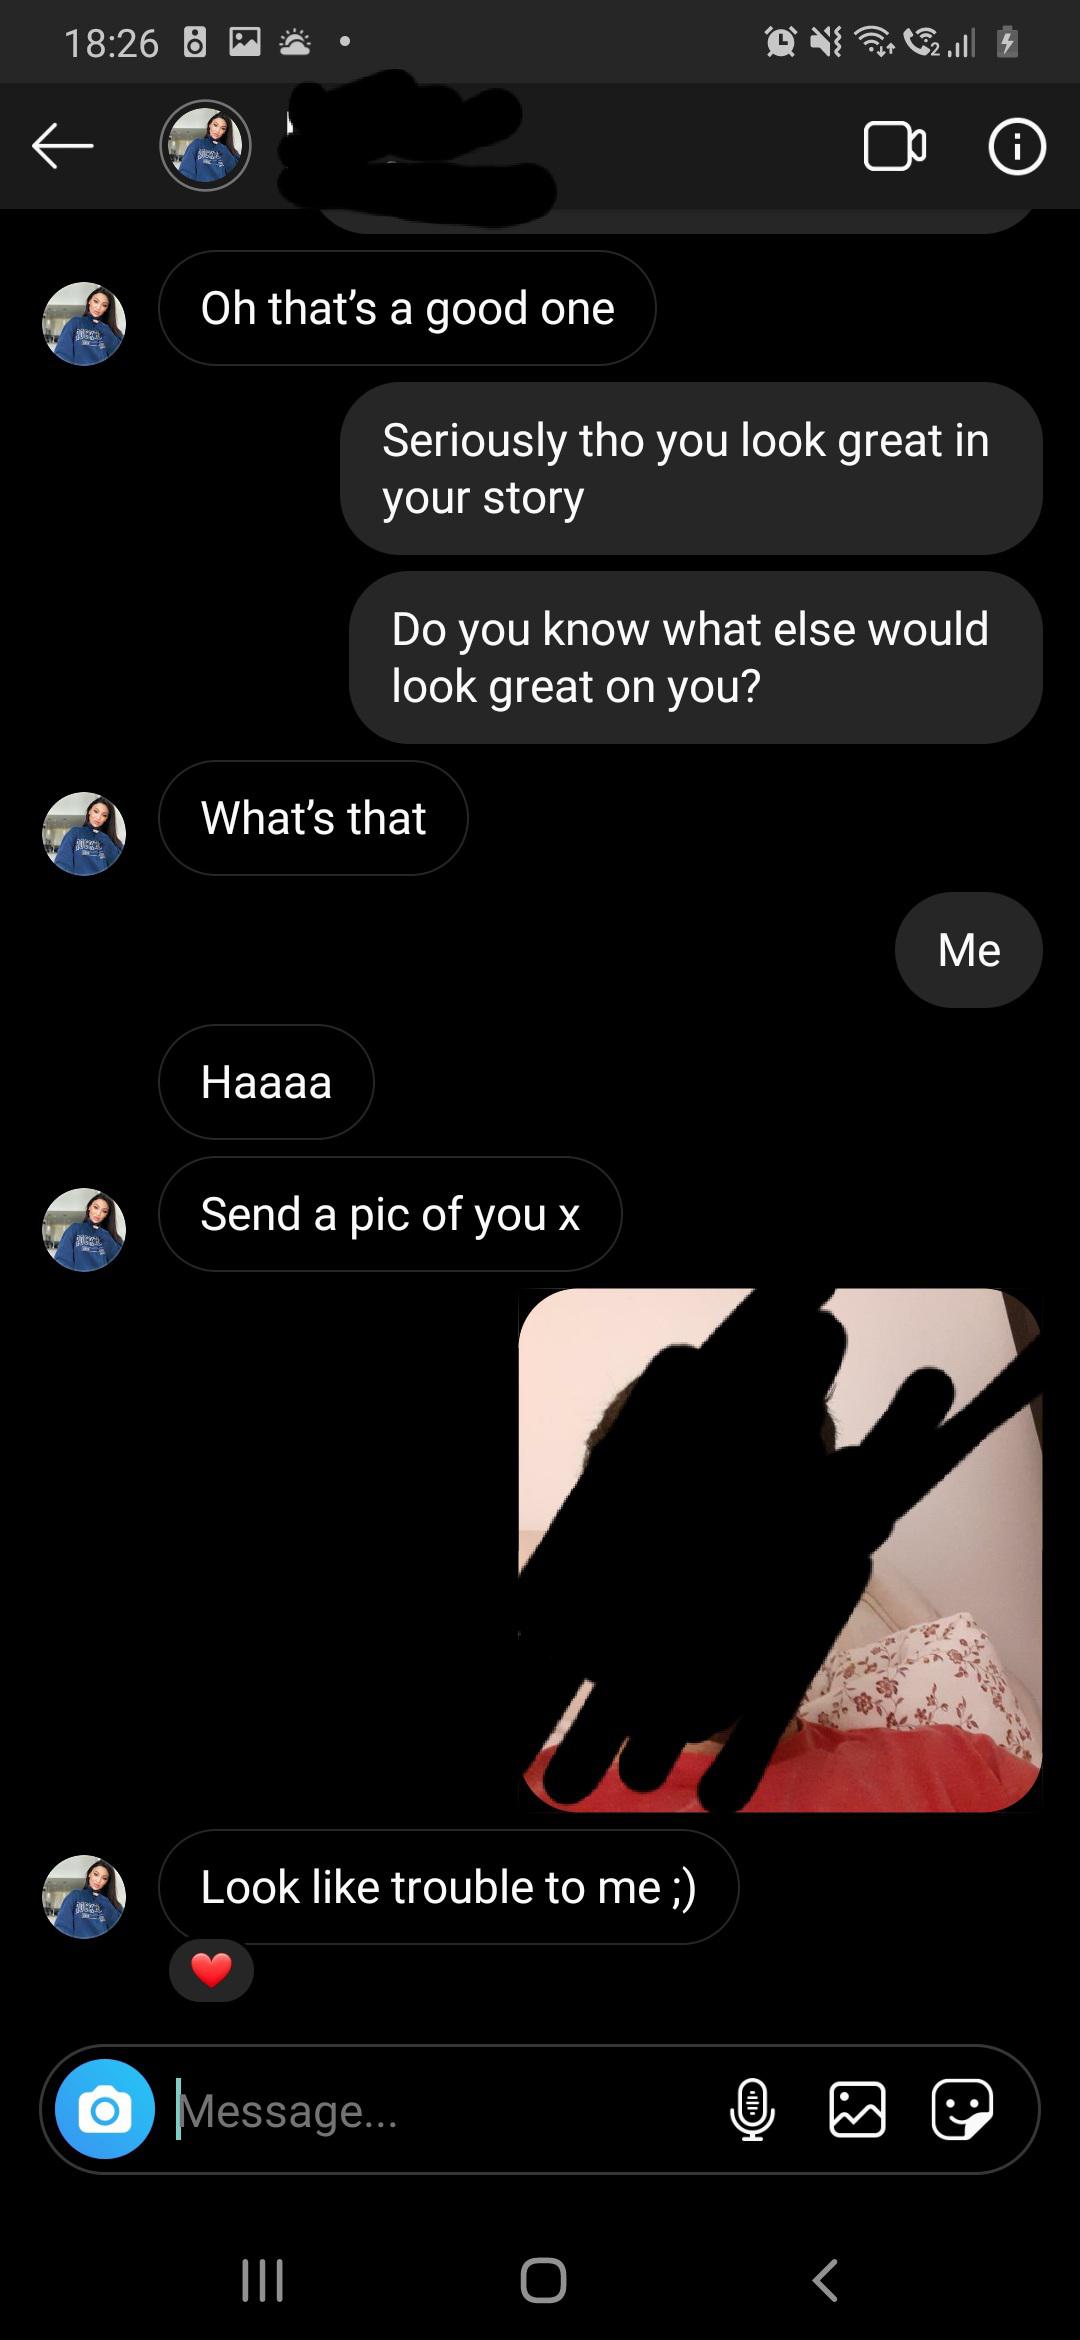 18:26
Oh that’s a good one
Seriously tho you look great in
your story
Do you know what else would
look great on you?
What’s that
Me
Haaaa
Send a pic of you x
Look like trouble to me ;)
Message...